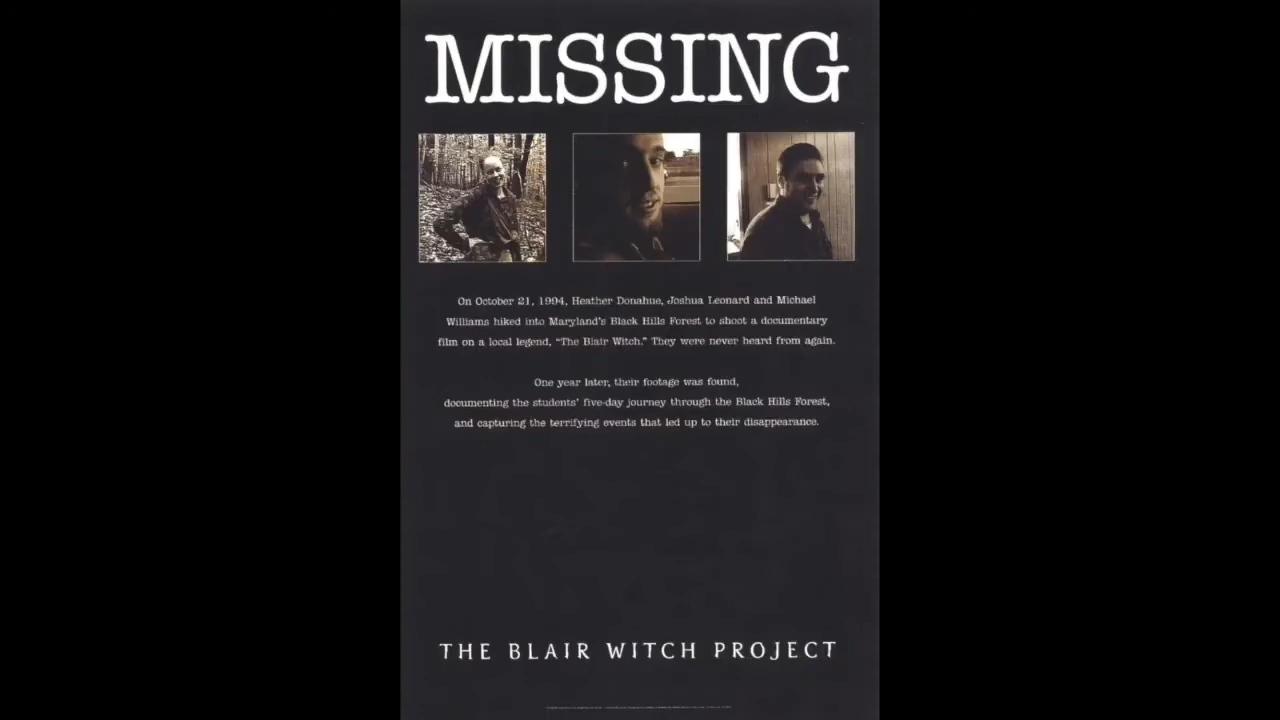 MISSING
On October 21, 1994, Heather Donahue, Joshua Leonard and Michael
Williams hiked into Maryland's Black Hills Forest to shoot a documentary
film on a local legend, "The Blair Witch." They were never heard from again.
One year later, their footage was found,
documenting the students' five-day journey through the Black Hills Forest,
and capturing the terrifying events that led up to their disappearance.
THE BLAIR WITCH PROJECT